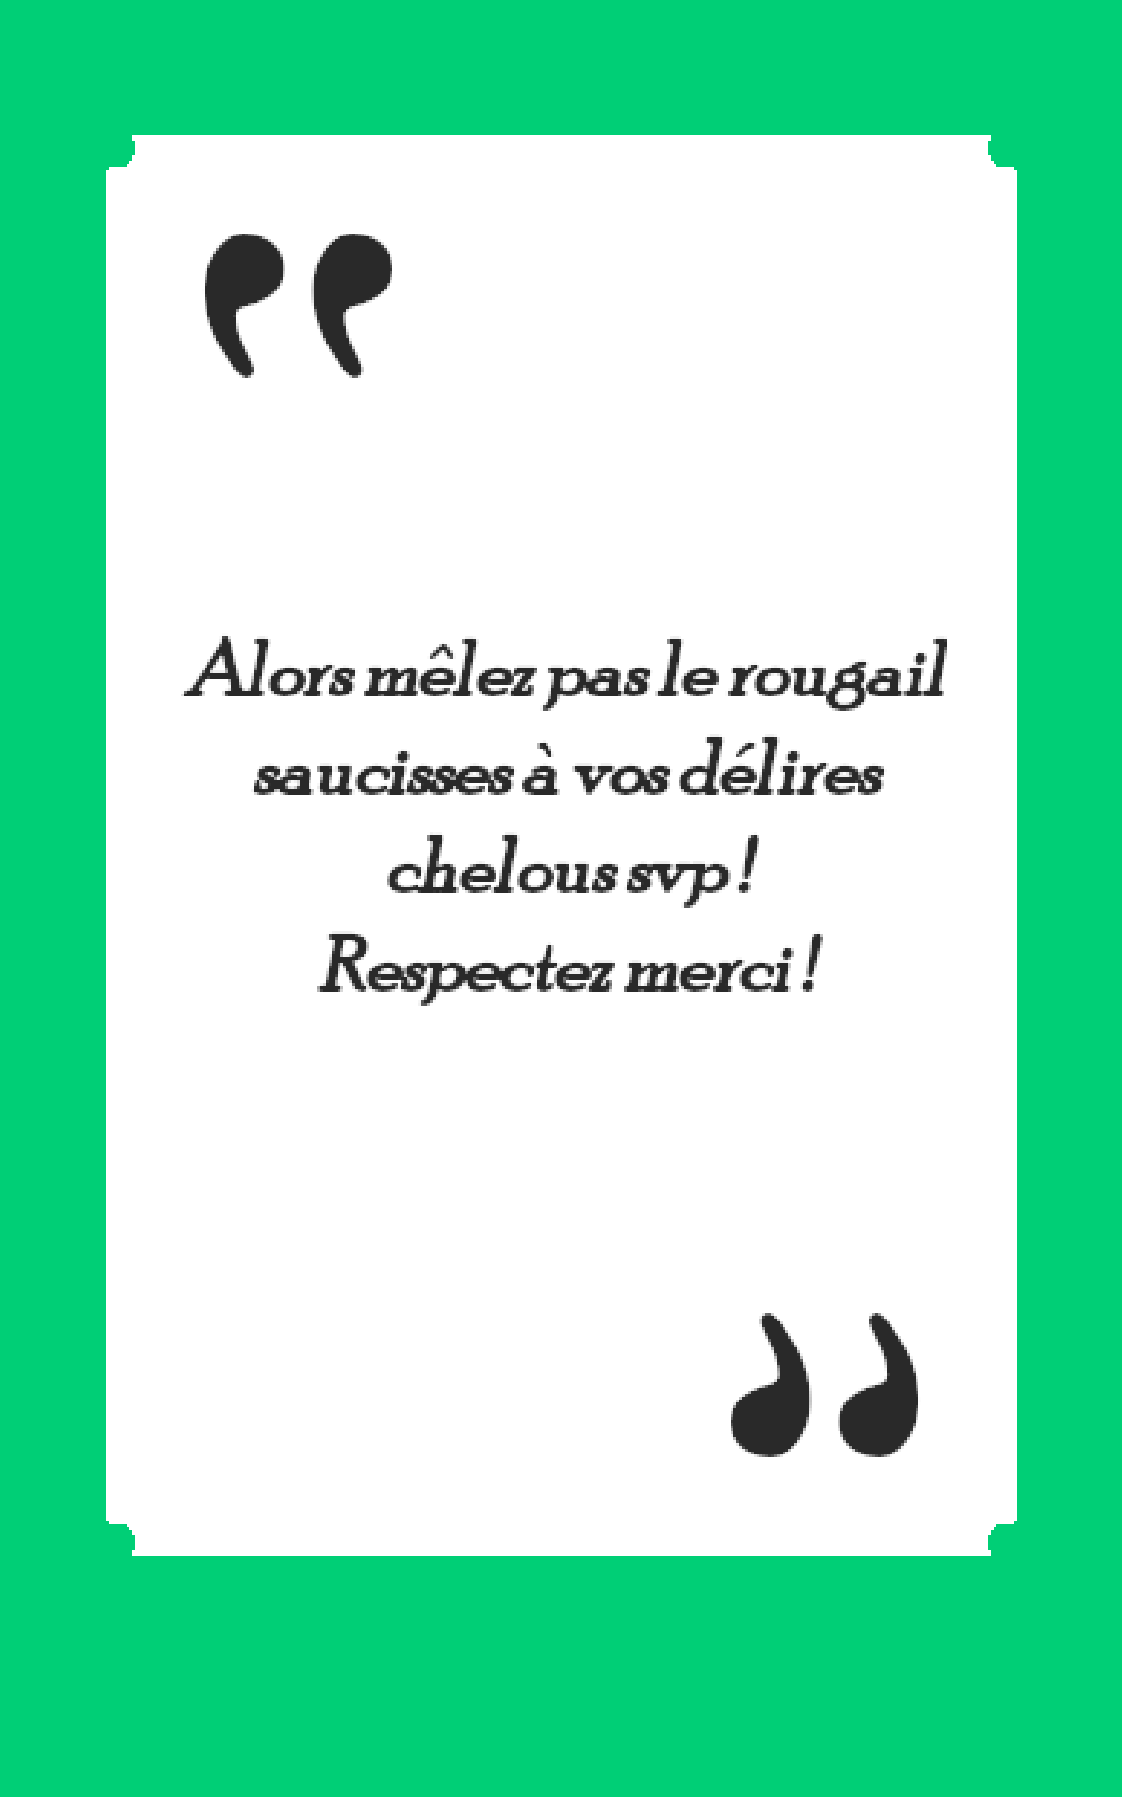 "
Alors mêlez pas le rougail
saucisses à vos délires
chelous svp !
Respectez merci !
"